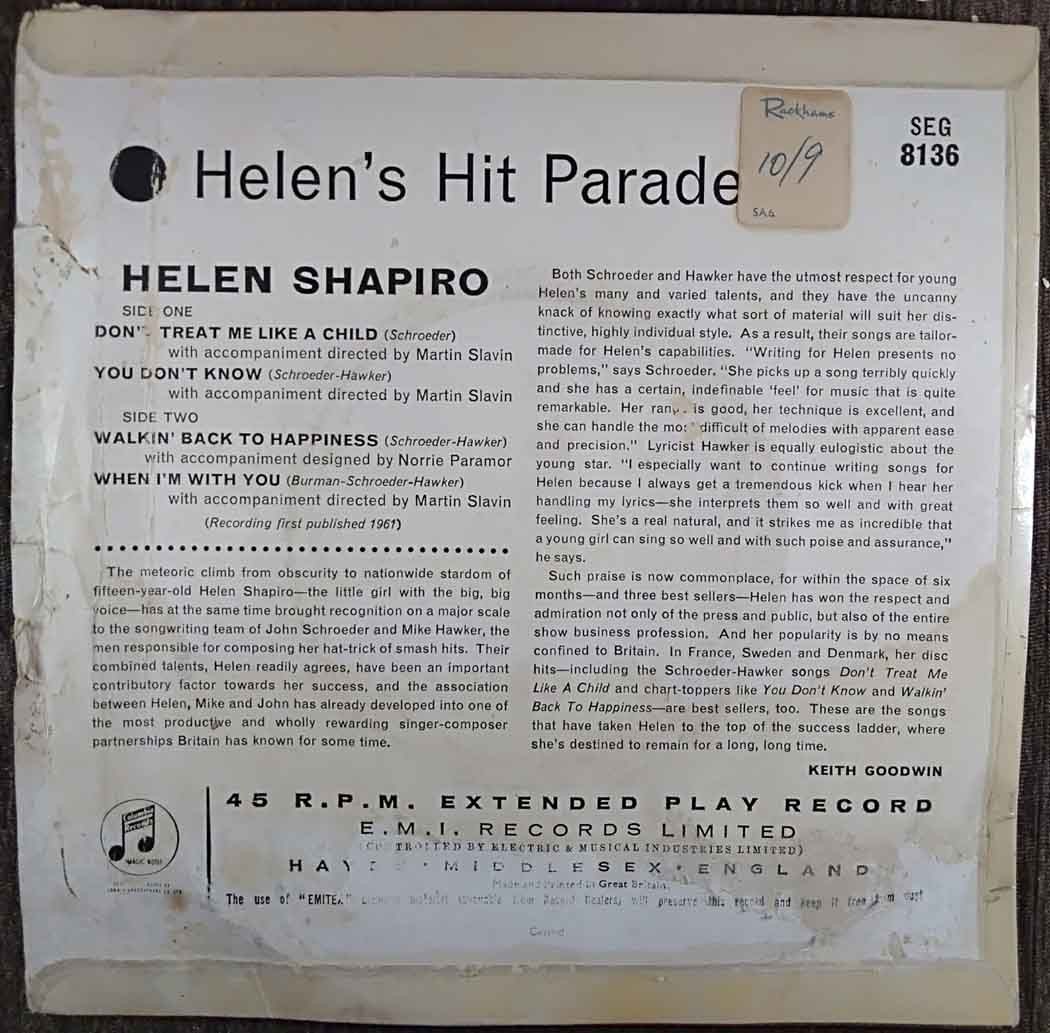 Rackhams
10/9
SAG
SEG
8136
Helen's Hit Parade
HELEN SHAPIRO
SIDE ONE
DON'T TREAT ME LIKE A CHILD (Schroeder)
with accompaniment directed by Martin Slavin
YOU DON'T KNOW (Schroeder-Hawker)
with accompaniment directed by Martin Slavin
SIDE TWO
WALKIN' BACK TO HAPPINESS (Schroeder-Hawker)
with accompaniment designed by Norrie Paramor
WHEN I'M WITH YOU (Burman-Schroeder-Hawker)
with accompaniment directed by Martin Slavin
(Recording first published 1961)
The meteoric climb from obscurity to nationwide stardom of
fifteen-year-old Helen Shapiro—the little girl with the big, big
voice—has at the same time brought recognition on a major scale
to the songwriting team of John Schroeder and Mike Hawker, the
men responsible for composing her hat-trick of smash hits. Their
combined talents, Helen readily agrees, have been an important
contributory factor towards her success, and the association
between Helen, Mike and John has already developed into one of
the most productive and wholly rewarding singer-composer
partnerships Britain has known for some time.
Both Schroeder and Hawker have the utmost respect for young
Helen's many and varied talents, and they have the uncanny
knack of knowing exactly what sort of material will suit her dis-
tinctive, highly individual style. As a result, their songs are tailor-
made for Helen's capabilities. "Writing for Helen presents no
problems," says Schroeder. "She picks up a song terribly quickly
and she has a certain, indefinable 'feel' for music that is quite
remarkable. Her is good, her technique is excellent, and
she can handle the most difficult of melodies with apparent ease
and precision." Lyricist Hawker is equally eulogistic about the
young star. "I especially want to continue writing songs for
Helen because I always get a tremendous kick when I hear her
handling my lyrics—she interprets them so well and with great
feeling. She's a real natural, and it strikes me as incredible that
a young girl can sing so well and with such poise and assurance,"
he says.
Such praise is now commonplace, for within the space of six
months—and three best sellers—Helen has won the respect and
admiration not only of the press and public, but also of the entire
show business profession. And her popularity is by no means
confined to Britain. In France, Sweden and Denmark, her disc
hits—including the Schroeder-Hawker songs Don't Treat Me
Like A Child and chart-toppers like You Don't Know and Walkin'
Back To Happiness—are best sellers, too. These are the songs
that have taken Helen to the top of the success ladder, where
she's destined to remain for a long, long time.
KEITH GOODWIN
Columbia
Records
MAGIC NOTES
45 R.P.M. EXTENDED PLAY RECORD
E.M.I. RECORDS LIMITED
(CONTROLLED BY ELECTRIC & MUSICAL INDUSTRIES LIMITED)
HAYES • MIDDLESEX • ENGLAND
Made and Printed in Great Britain
The use of "EMITEX" cleaning material (available from Record Dealers) will preserve this record and keep it free from dust